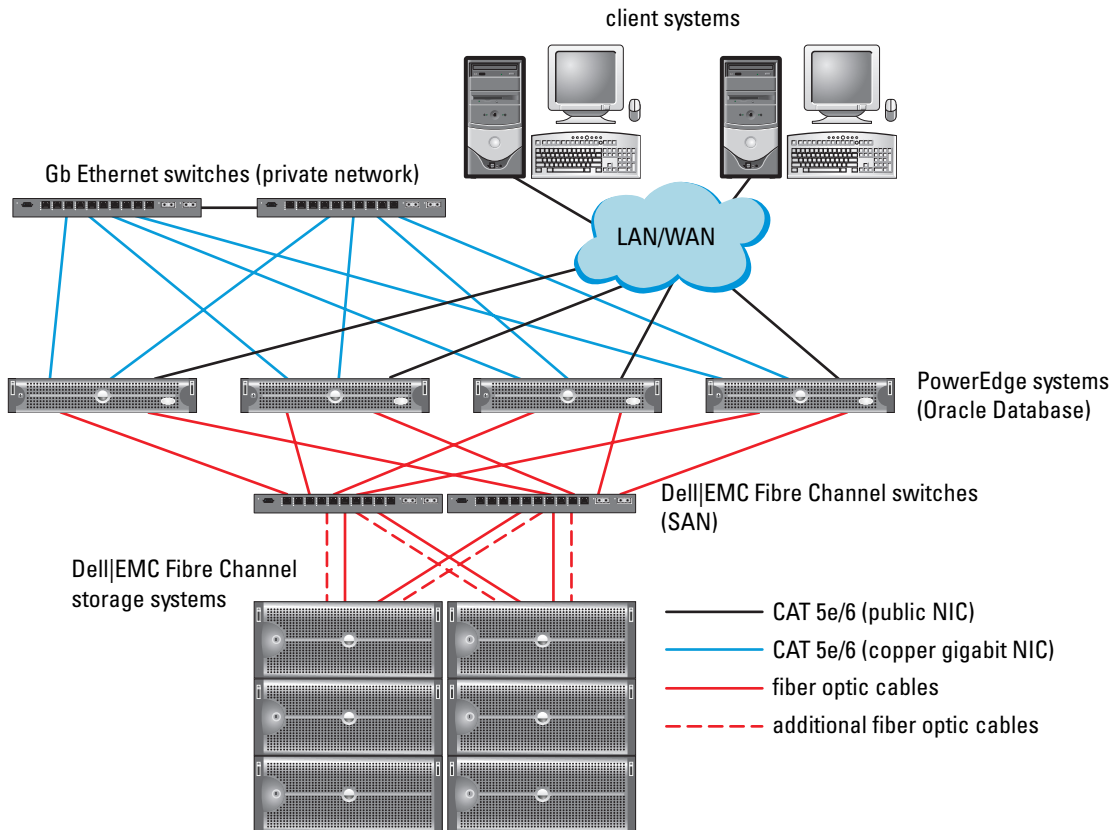 client systems
Gb Ethernet switches (private network)
LAN/WAN
PowerEdge systems
(Oracle Database)
Dell|EMC Fibre Channel switches
(SAN)
Dell|EMC Fibre Channel
storage systems
CAT 5e/6 (public NIC)
CAT 5e/6 (copper gigabit NIC)
fiber optic cables
additional fiber optic cables